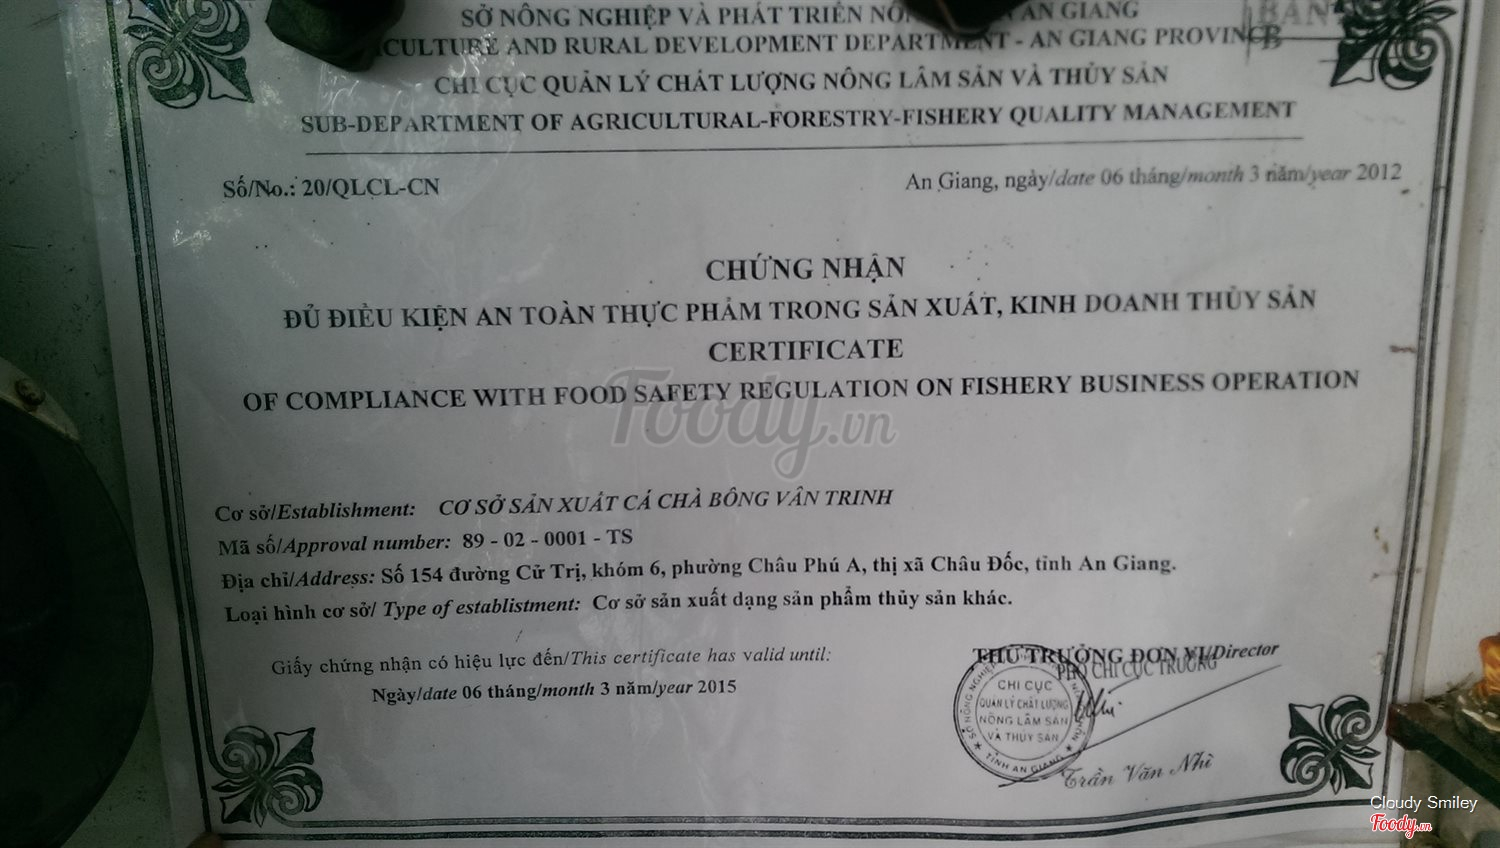 SỞ NÔNG NGHIỆP VÀ PHÁT TRIỂN AN GIANG
AND RURAL DEVELOPMENT DEPARTMENT - AN GIANG PROVINCE
CHI CỤC QUẢN LÝ CHẤT LƯỢNG NÔNG LÂM SẢN VÀ THỦY SẢN
SUB-DEPARTMENT OF AGRICULTURAL-FORESTRY-FISHERY QUALITY MANAGEMENT
Số/No.: 20/QLCL-CN
An Giang, ngày/date 06 tháng/month 3 năm/year 2012
CHỨNG NHẬN
ĐỦ ĐIỀU KIỆN AN TOÀN THỰC PHẨM TRONG SẢN XUẤT, KINH DOANH THỦY SẢN
CERTIFICATE
OF COMPLIANCE WITH FOOD SAFETY REGULATION ON FISHERY BUSINESS OPERATION
Foody.vn
Cơ sở/Establishment: CƠ SỞ SẢN XUẤT CÁ CHÀ BÔNG VÂN TRINH
Mã số/Approval number: 89 - 02 - 0001 - TS
Địa chỉ/Address: Số 154 đường Cử Trị, khóm 6, phường Châu Phú A, thị xã Châu Đốc, tỉnh An Giang.
Loại hình cơ sở/ Type of establistment: Cơ sở sản xuất dạng sản phẩm thủy sản khác.
Giấy chứng nhận có hiệu lực đến/This certificate has valid until:
Ngày/date 06 tháng/month 3 năm/year 2015
THỦ TRƯỞNG ĐƠN VỊ/Director
PHÓ CHI CỤC TRƯỞNG
CHI CỤC
QUẢN LÝ CHẤT LƯỢNG
NÔNG LÂM SẢN
VÀ THỦY SẢN
TỈNH AN GIANG
Trần Văn Nhì
Cloudy Smiley
Foody.vn